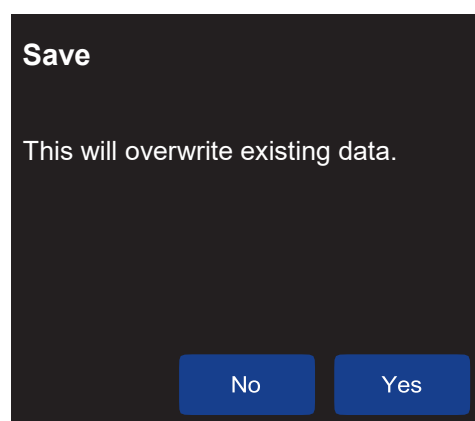 Save
This will overwrite existing data.
No
Yes